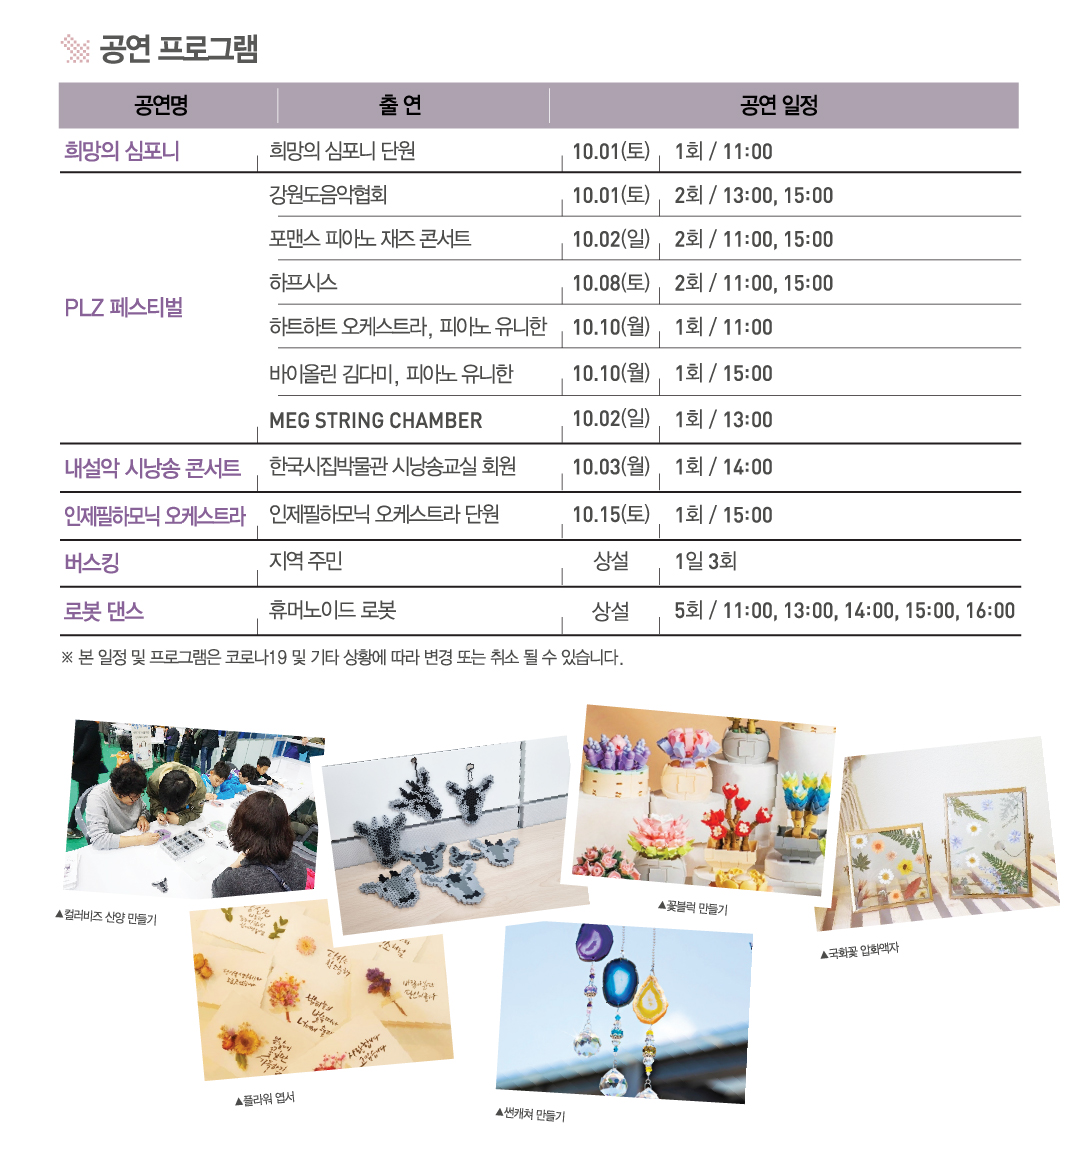 공연 프로그램
공연명 출 연 공연 일정
희망의 심포니 희망의 심포니 단원 10.01(토) 1회 / 11:00
강원도음악협회 10.01(토) 2회 / 13:00, 15:00
포맨스 피아노 재즈 콘서트 10.02(일) 2회 / 11:00, 15:00
하프시스 10.08(토) 2회 / 11:00, 15:00
PLZ 페스티벌
하트하트 오케스트라, 피아노 유니한 10.10(월) 1회 / 11:00
바이올린 김다미, 피아노 유니한 10.10(월) 1회 / 15:00
MEG STRING CHAMBER 10.02(일) 1회 / 13:00
내설악 시낭송 콘서트 한국시집박물관 시낭송교실 회원 10.03(월) 1회 / 14:00
인제필하모닉 오케스트라 인제필하모닉 오케스트라 단원 10.15(토) 1회 / 15:00
버스킹 지역 주민 상설 1일 3회
로봇 댄스 휴머노이드 로봇 상설 5회 / 11:00, 13:00, 14:00, 15:00, 16:00
※ 본 일정 및 프로그램은 코로나19 및 기타 상황에 따라 변경 또는 취소 될 수 있습니다.
▲컬러비즈 산양 만들기
▲꽃블럭 만들기
▲국화꽃 압화액자
▲플라워 엽서
▲썬캐쳐 만들기